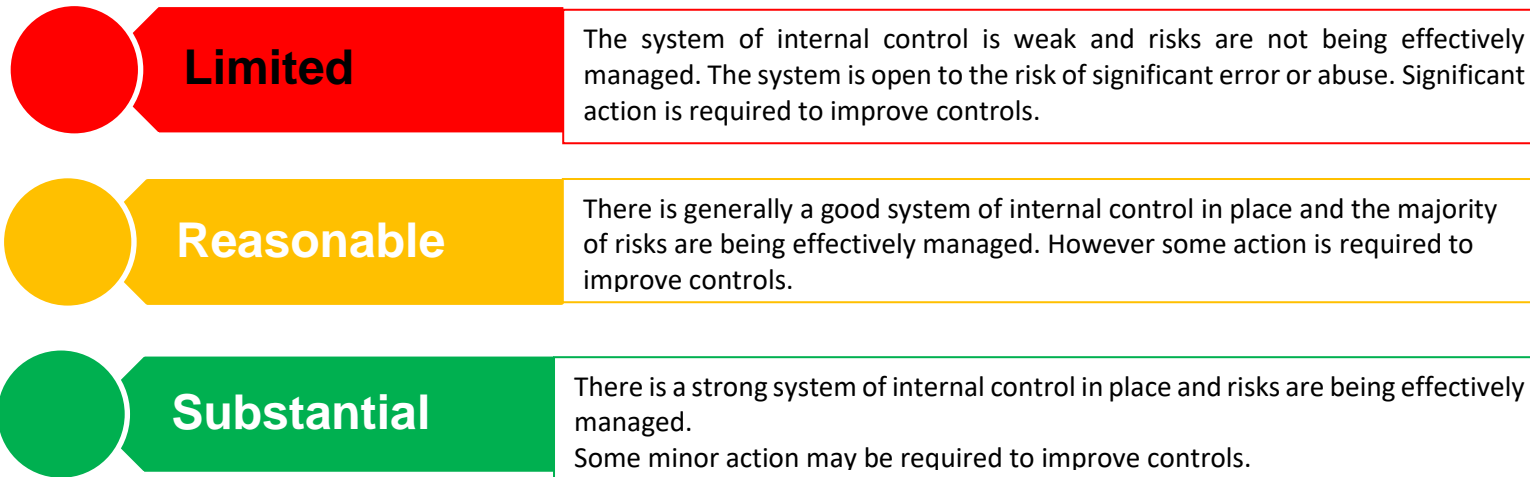 Limited
The system of internal control is weak and risks are not being effectively
managed. The system is open to the risk of significant error or abuse. Significant
action is required to improve controls.
Reasonable
There is generally a good system of internal control in place and the majority
of risks are being effectively managed. However some action is required to
improve controls.
Substantial
There is a strong system of internal control in place and risks are being effectively
managed.
Some minor action may be required to improve controls.